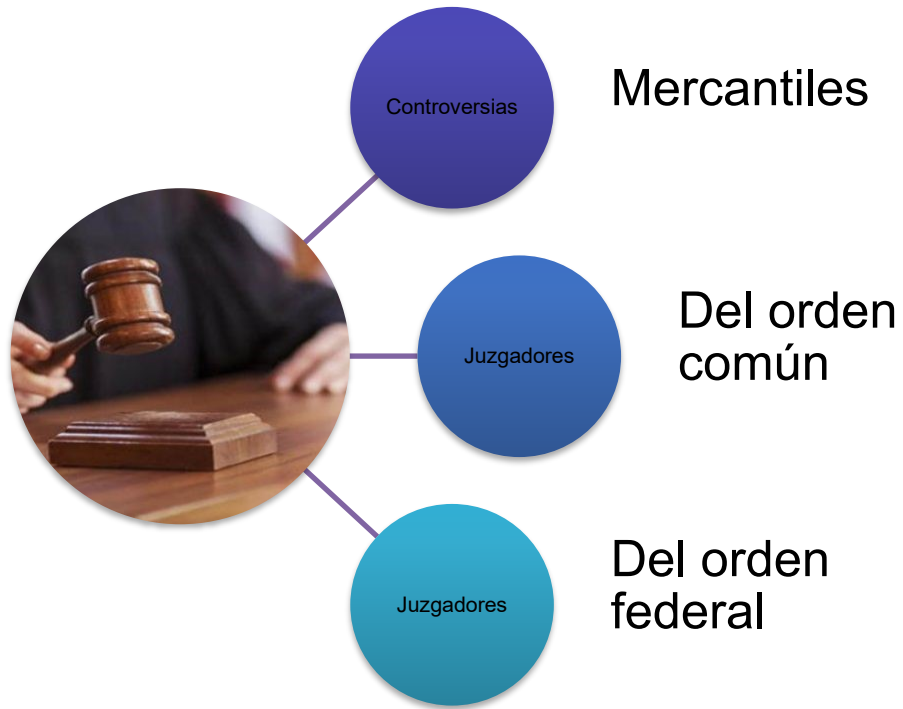 Controversias
Mercantiles
Juzgadores
Del orden
común
Juzgadores
Del orden
federal